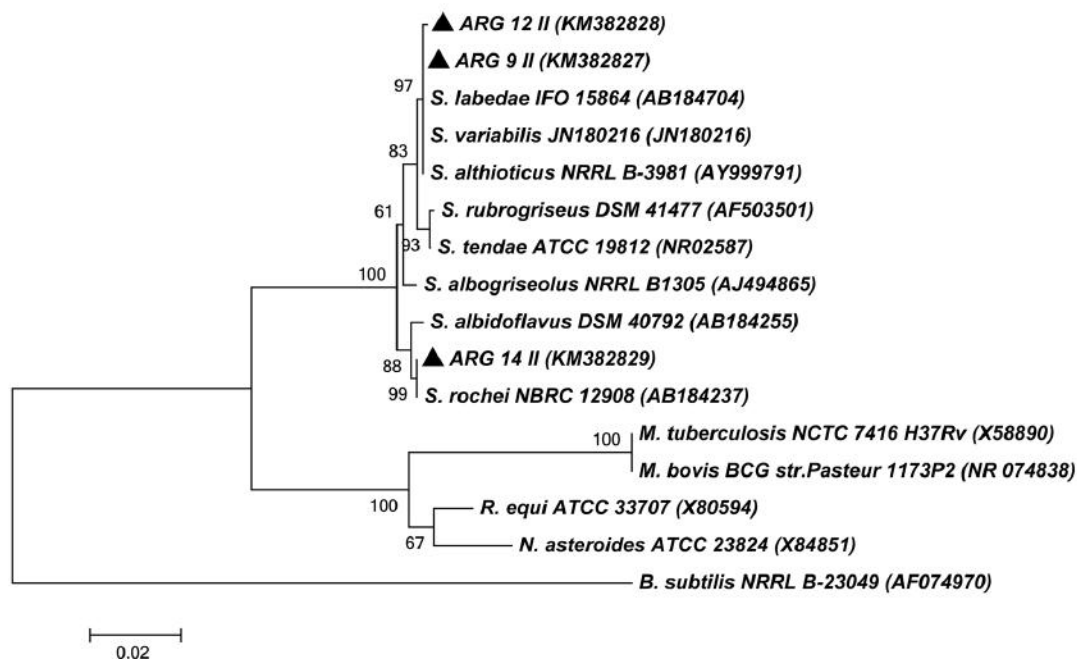 ARG 12 II (KM382828)
ARG 9 II (KM382827)
97
S. labedae IFO 15864 (AB184704)
S. variabilis JN180216 (JN180216)
83
S. althioticus NRRL B-3981 (AY999791)
61
S. rubrogriseus DSM 41477 (AF503501)
93
S. tendae ATCC 19812 (NR02587)
100
S. albogriseolus NRRL B1305 (AJ494865)
S. albidoflavus DSM 40792 (AB184255)
88
ARG 14 II (KM382829)
99
S. rochei NBRC 12908 (AB184237)
100
M. tuberculosis NCTC 7416 H37Rv (X58890)
M. bovis BCG str.Pasteur 1173P2 (NR 074838)
100
R. equi ATCC 33707 (X80594)
67
N. asteroides ATCC 23824 (X84851)
B. subtilis NRRL B-23049 (AF074970)
0.02